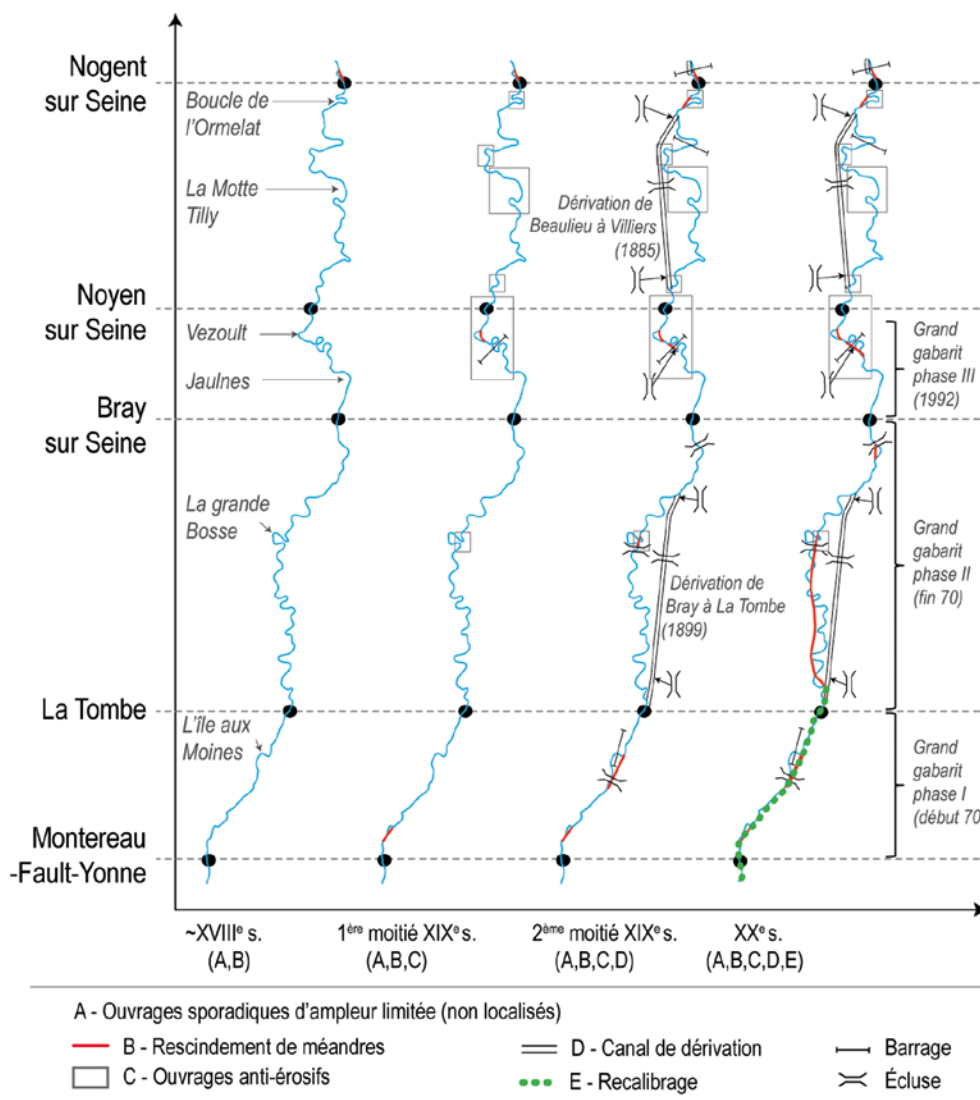 Nogent
sur Seine
Boucle de
l'Ormelat
La Motte
Tilly
Dérivation de
Beaulieu à Villiers
(1885)
Noyen
sur Seine
Vezoult
Jaulnes
Grand
gabarit
phase III
(1992)
Bray
sur Seine
La grande
Bosse
Dérivation de
Bray à La Tombe
(1899)
Grand
gabarit
phase II
(fin 70)
La Tombe
L'île aux
Moines
Grand
gabarit
phase I
(début 70)
Montereau
-Fault-Yonne
~XVIIIe s.
(A,B)
1ère moitié XIXe s.
(A,B,C)
2ème moitié XIXe s.
(A,B,C,D)
XXe s.
(A,B,C,D,E)
A - Ouvrages sporadiques d'ampleur limitée (non localisés)
B - Rescindement de méandres
D - Canal de dérivation
Barrage
C - Ouvrages anti-érosifs
E - Recalibrage
Écluse